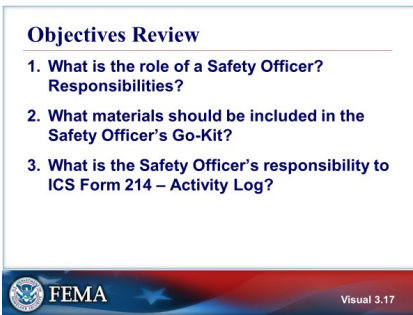 Objectives Review
1. What is the role of a Safety Officer?
Responsibilities?
2. What materials should be included in the
Safety Officer's Go-Kit?
3. What is the Safety Officer's responsibility to
ICS Form 214 – Activity Log?
FEMA
Visual 3.17